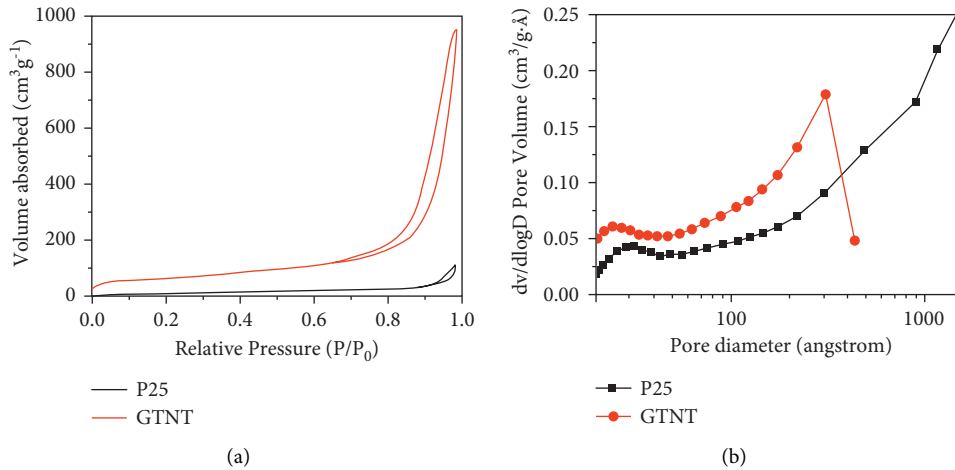 1000
800
600
400
200
0
Volume absorbed (cm³g⁻¹)
0.0 0.2 0.4 0.6 0.8 1.0
Relative Pressure (P/P₀)
P25
GTNT
(a)
0.25
0.20
0.15
0.10
0.05
0.00
dv/dlogD Pore Volume (cm³/g·Å)
100 1000
Pore diameter (angstrom)
P25
GTNT
(b)